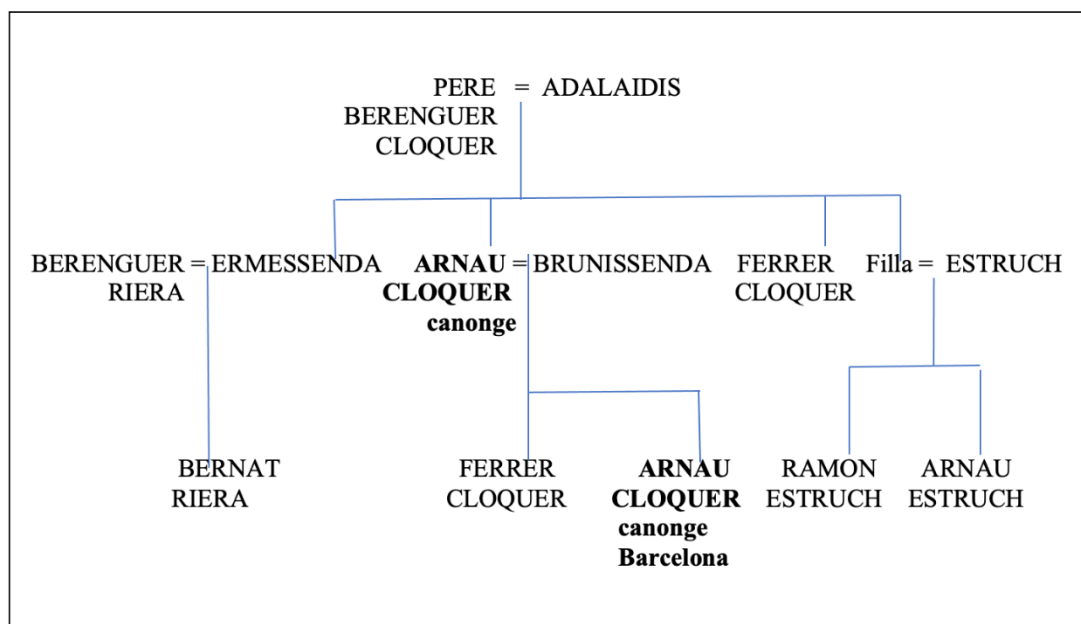 PERE = ADALAIDIS
BERENGUER
CLOQUER
BERENGUER = ERMESSENDA ARNAU = BRUNISSENDA FERRER Filla = ESTRUCH
RIERA CLOQUER CLOQUER
canonge
BERNAT FERRER ARNAU RAMON ARNAU
RIERA CLOQUER CLOQUER ESTRUCH ESTRUCH
canonge
Barcelona